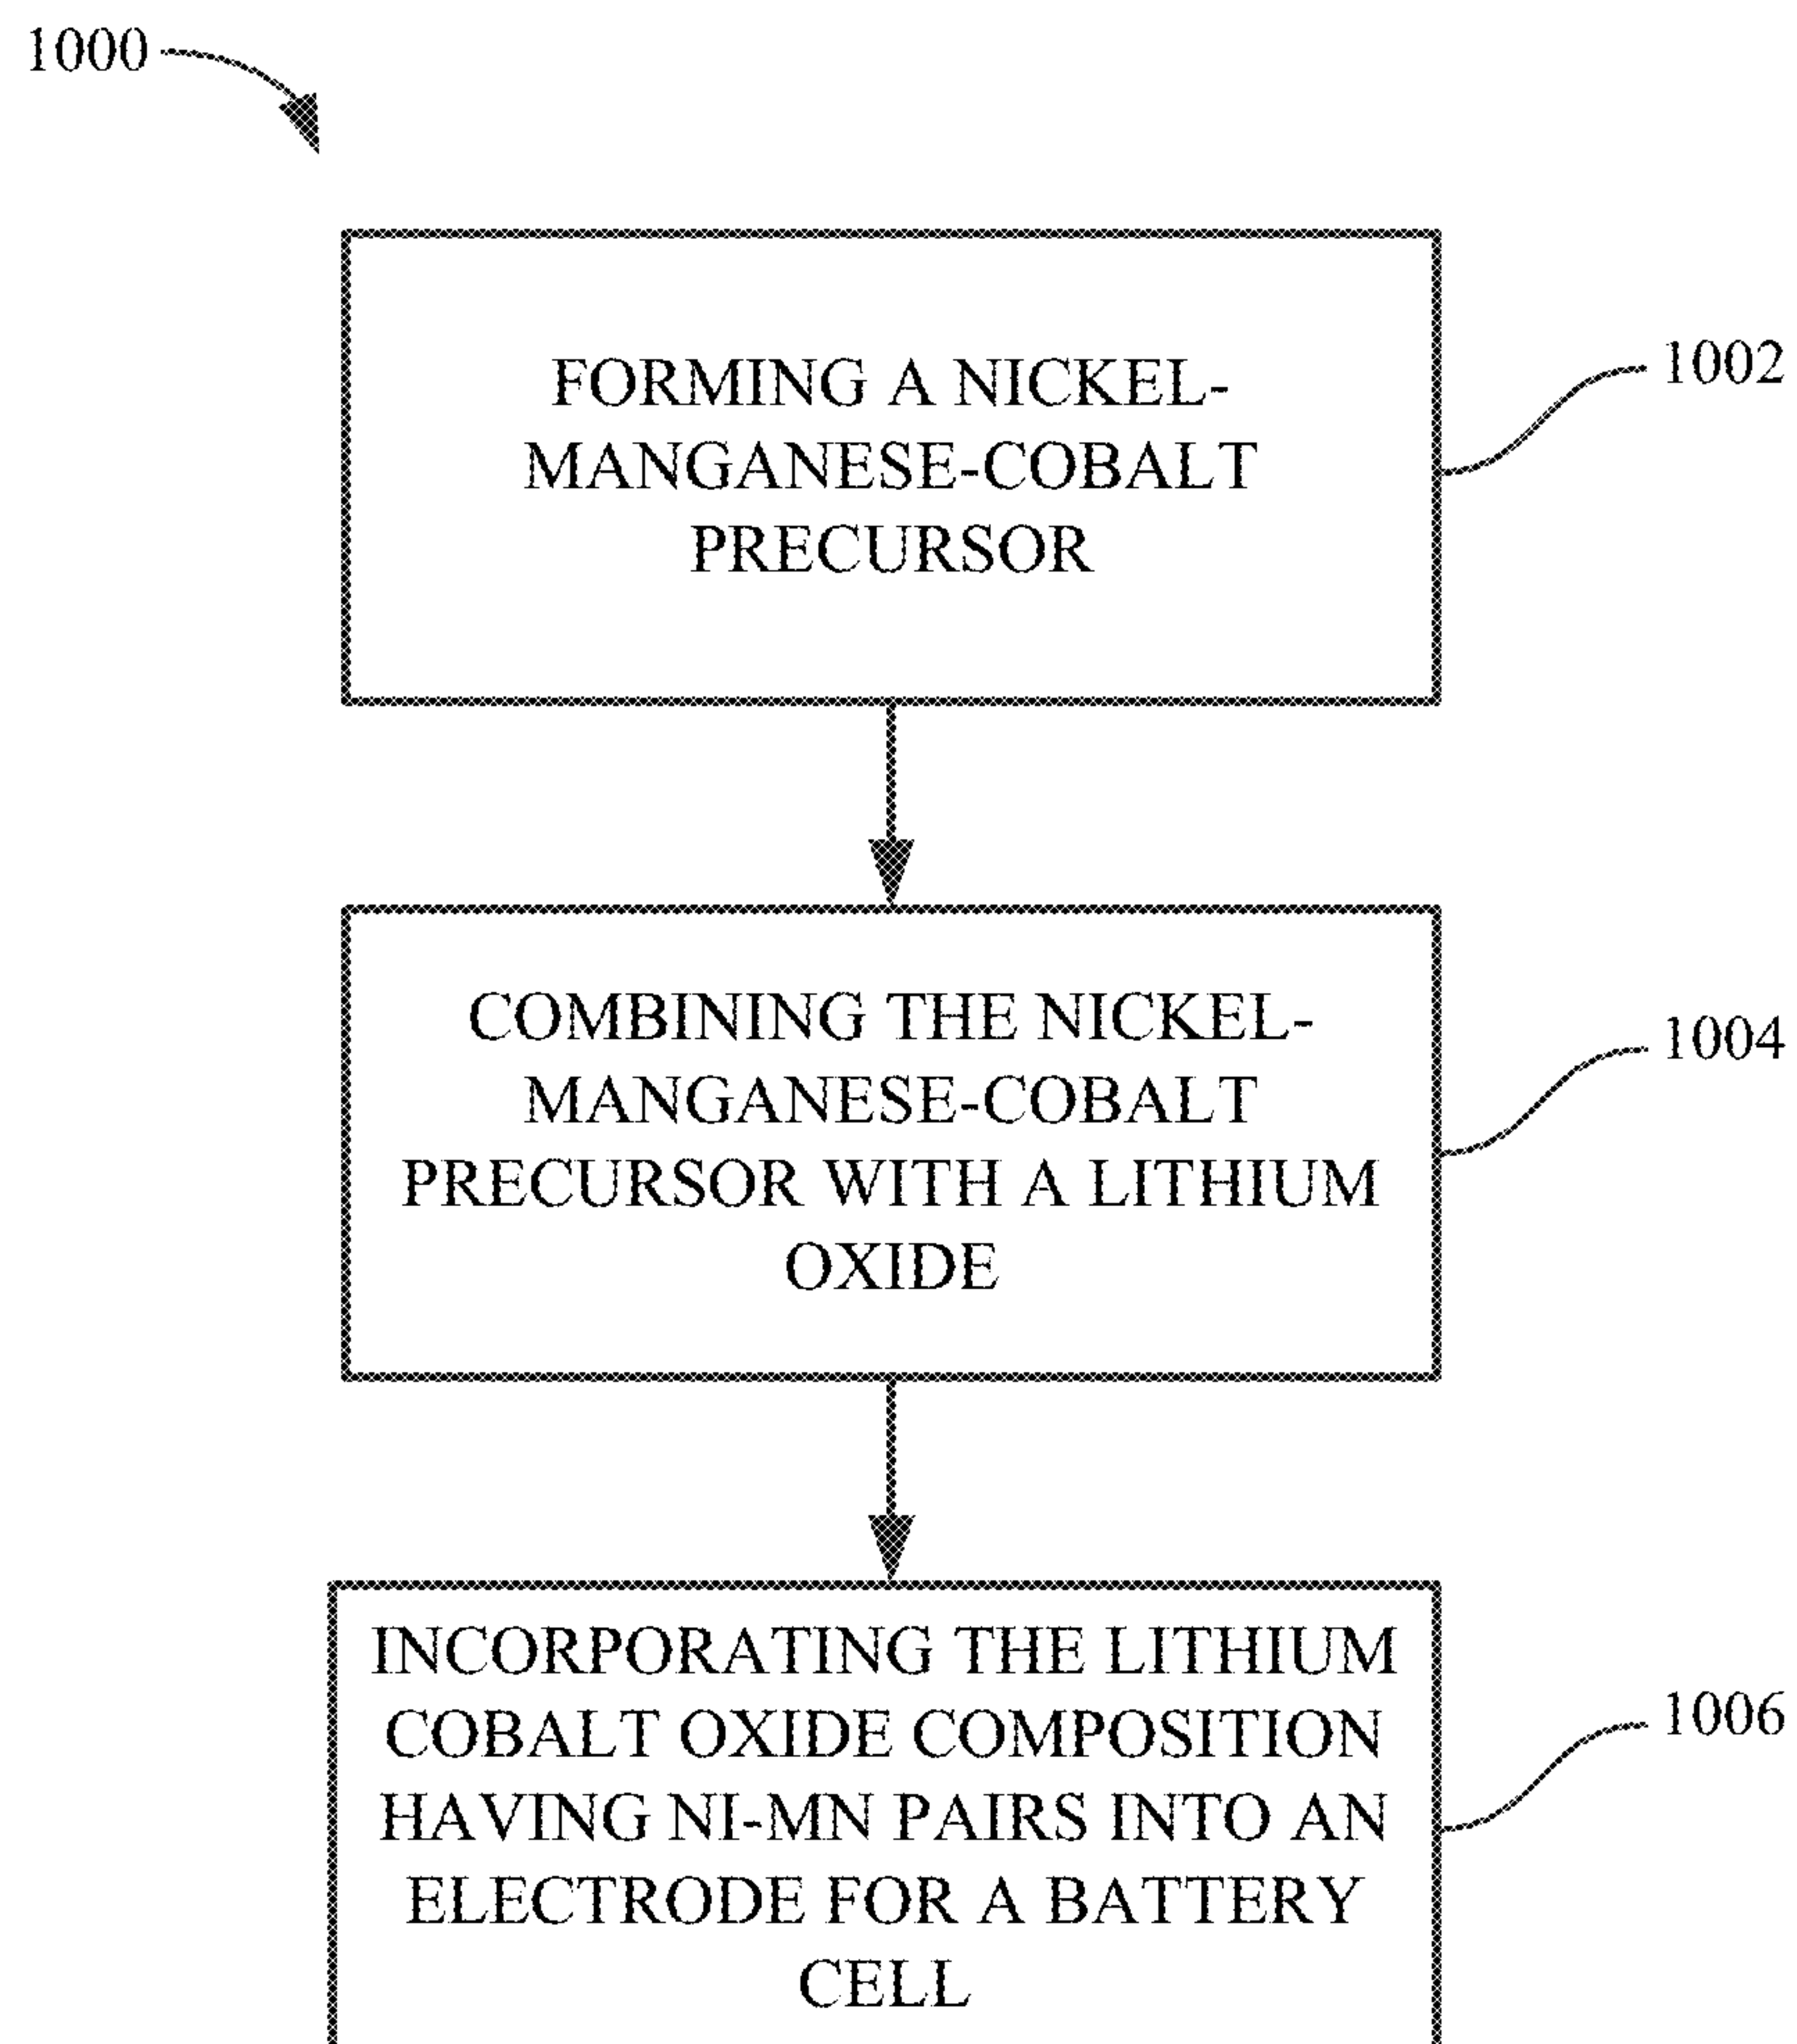 1000
FORMING A NICKEL-
MANGANESE-COBALT
PRECURSOR
1002
COMBINING THE NICKEL-
MANGANESE-COBALT
PRECURSOR WITH A LITHIUM
OXIDE
1004
INCORPORATING THE LITHIUM
COBALT OXIDE COMPOSITION
HAVING NI-MN PAIRS INTO AN
ELECTRODE FOR A BATTERY
CELL
1006